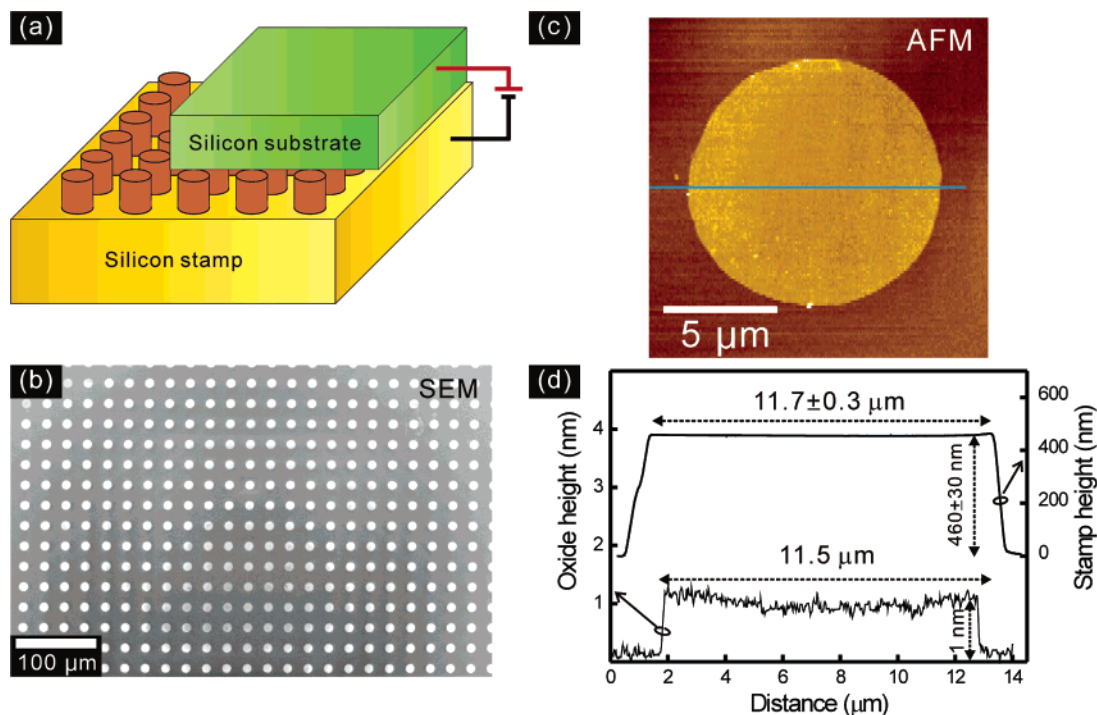 (a)
Silicon substrate
Silicon stamp
(b)
SEM
100 μm
(c)
AFM
5 μm
(d)
Oxide height (nm)
4
3
2
1
11.7±0.3 μm
460±30 nm
11.5 μm
1 nm
600
400
200
0
Stamp height (nm)
0 2 4 6 8 10 12 14
Distance (μm)